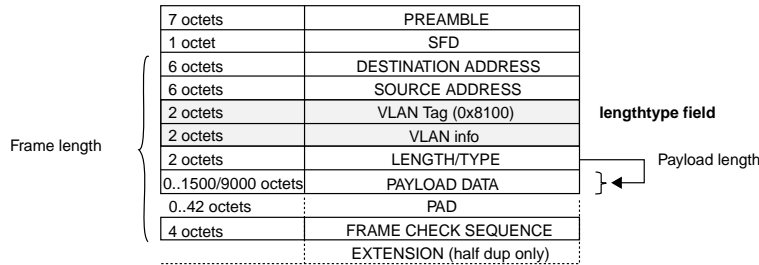 7 octets PREAMBLE
1 octet SFD
6 octets DESTINATION ADDRESS
6 octets SOURCE ADDRESS
2 octets VLAN Tag (0x8100) lengthtype field
2 octets VLAN info
Frame length
2 octets LENGTH/TYPE Payload length
0..1500/9000 octets PAYLOAD DATA
0..42 octets PAD
4 octets FRAME CHECK SEQUENCE
EXTENSION (half dup only)